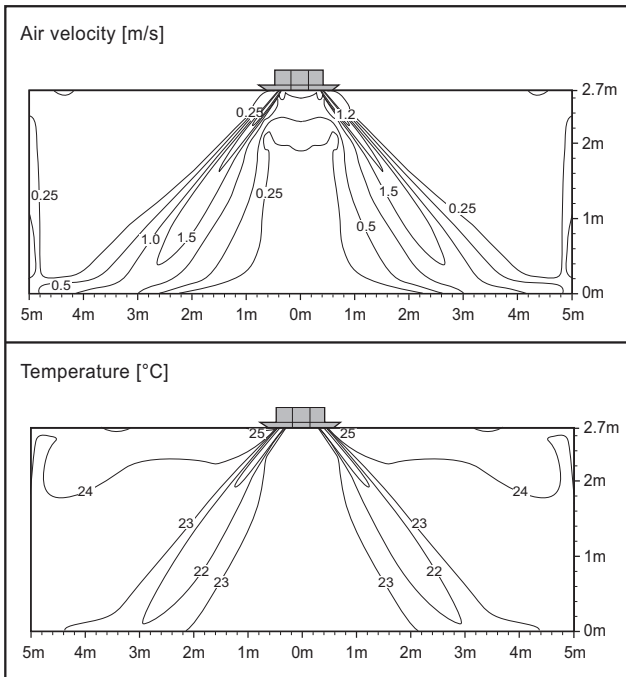 Air velocity [m/s]
0.25 1.2 2.7m
2m
0.25 0.25 0.25
1.5
1m
1.0 1.5 0.5
0.5 0m
5m 4m 3m 2m 1m 0m 1m 2m 3m 4m 5m
Temperature [°C]
25 25 2.7m
2m
24 24
23 23
1m
22 22
23 23
0m
5m 4m 3m 2m 1m 0m 1m 2m 3m 4m 5m